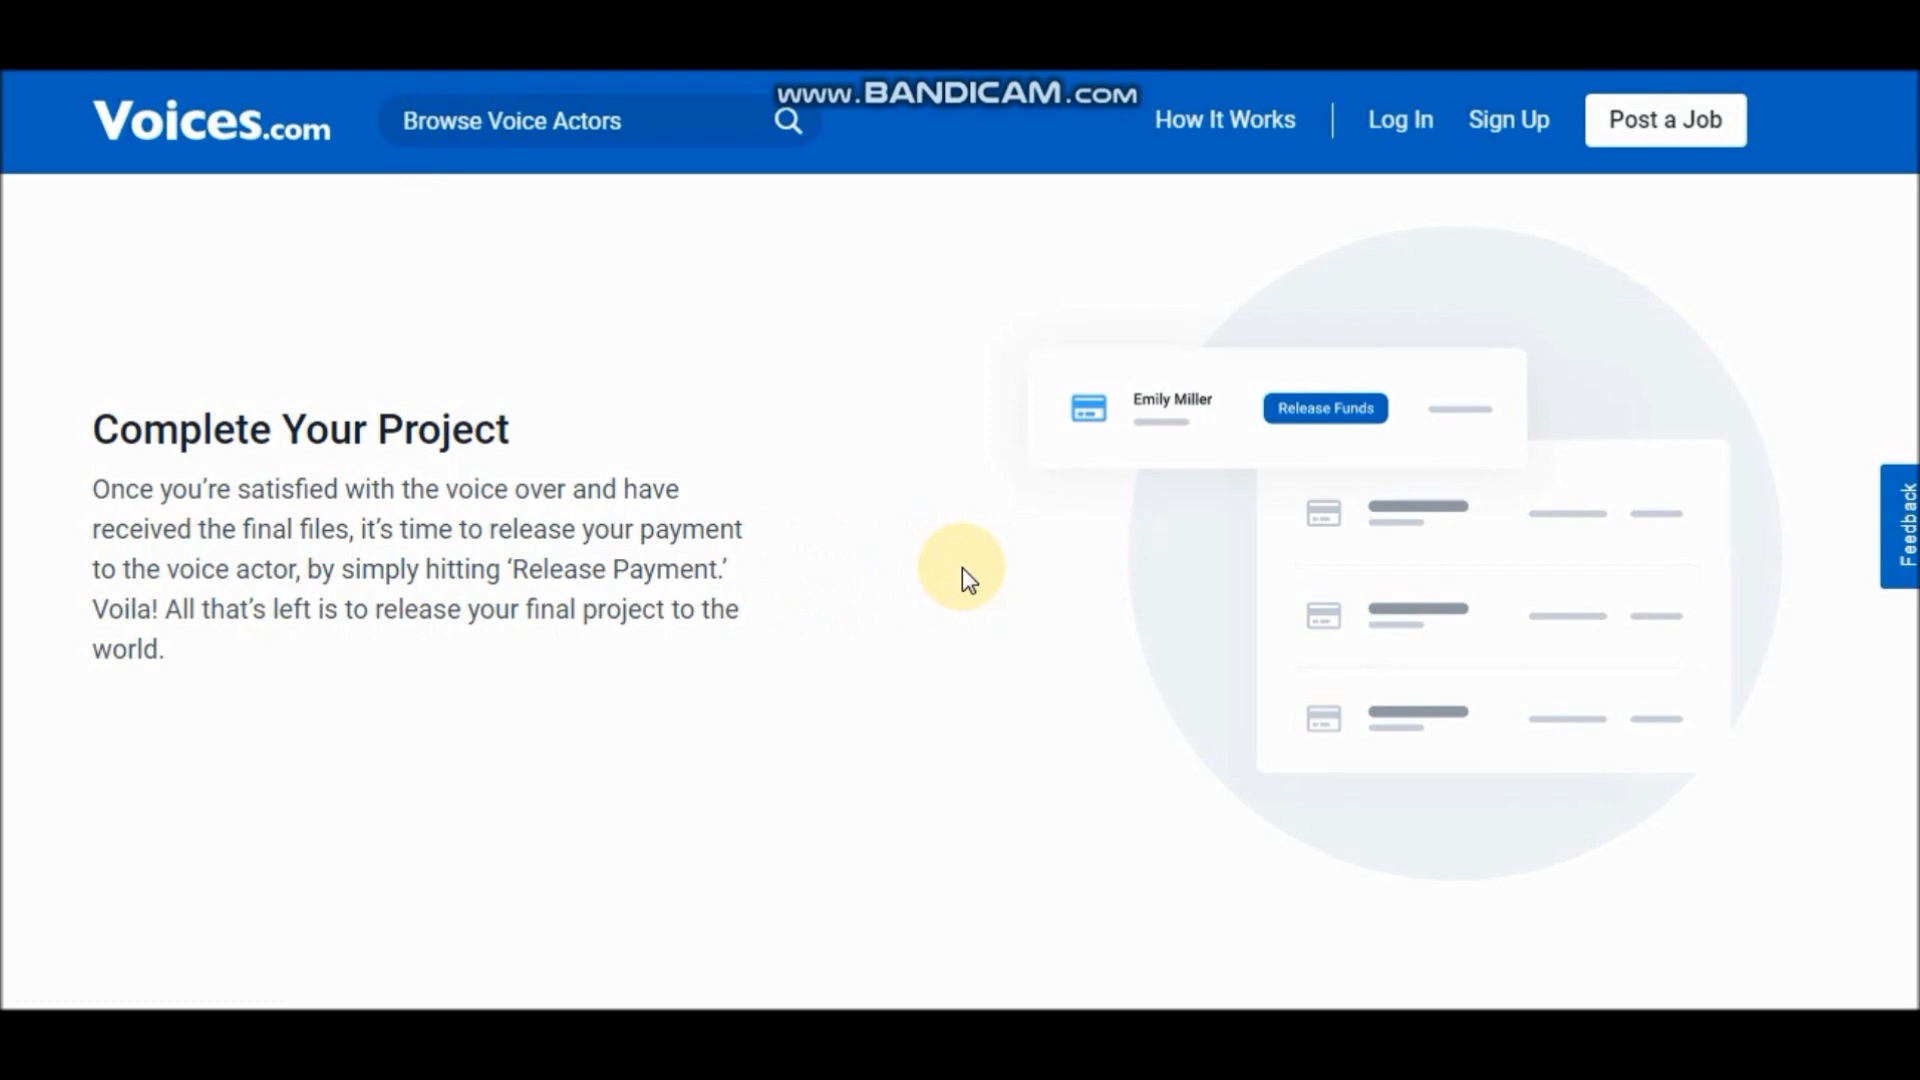 www.BANDICAM.com
Voices.com
Browse Voice Actors
How It Works
Log In
Sign Up
Post a Job
Complete Your Project
Once you’re satisfied with the voice over and have
received the final files, it’s time to release your payment
to the voice actor, by simply hitting ‘Release Payment.’
Voila! All that’s left is to release your final project to the
world.
Emily Miller
Release Funds
Feedback